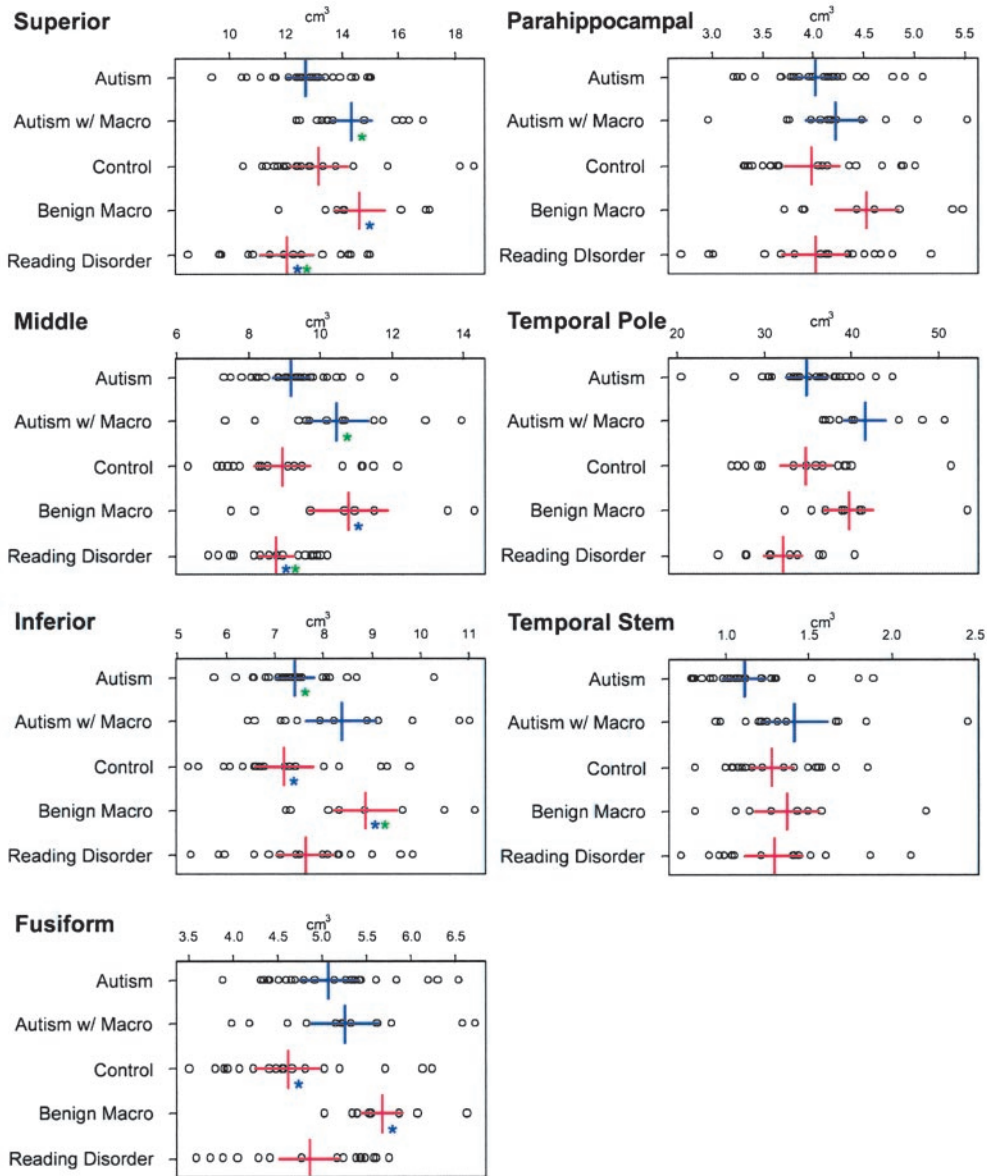 Superior
cm3
10 12 14 16 18
Autism
Autism w/ Macro
*
Control
Benign Macro
*
Reading Disorder
**
Parahippocampal
cm3
3.0 3.5 4.0 4.5 5.0 5.5
Autism
Autism w/ Macro
Control
Benign Macro
Reading DIsorder
Middle
cm3
6 8 10 12 14
Autism
Autism w/ Macro
*
Control
Benign Macro
*
Reading Disorder
**
Temporal Pole
cm3
20 30 40 50
Autism
Autism w/ Macro
Control
Benign Macro
Reading Disorder
Inferior
cm3
5 6 7 8 9 10 11
Autism
*
Autism w/ Macro
Control
*
Benign Macro
**
Reading Disorder
Temporal Stem
cm3
1.0 1.5 2.0 2.5
Autism
Autism w/ Macro
Control
Benign Macro
Reading Disorder
Fusiform
cm3
3.5 4.0 4.5 5.0 5.5 6.0 6.5
Autism
Autism w/ Macro
Control
*
Benign Macro
*
Reading Disorder